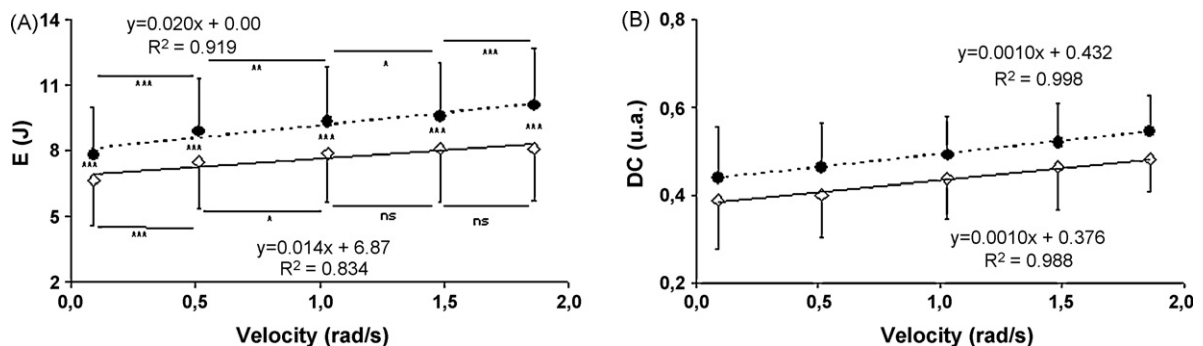 (A)
y=0.020x + 0.00
R² = 0.919
14
11
8
5
2
E (J)
*** ** * ***
*** *** *** *** ***
*** * ns ns
y=0.014x + 6.87
R² = 0.834
0,0 0,5 1,0 1,5 2,0
Velocity (rad/s)
(B)
0,8
0,6
0,4
0,2
DC (u.a.)
y=0.0010x + 0.432
R² = 0.998
y=0.0010x + 0.376
R² = 0.988
0,0 0,5 1,0 1,5 2,0
Velocity (rad/s)